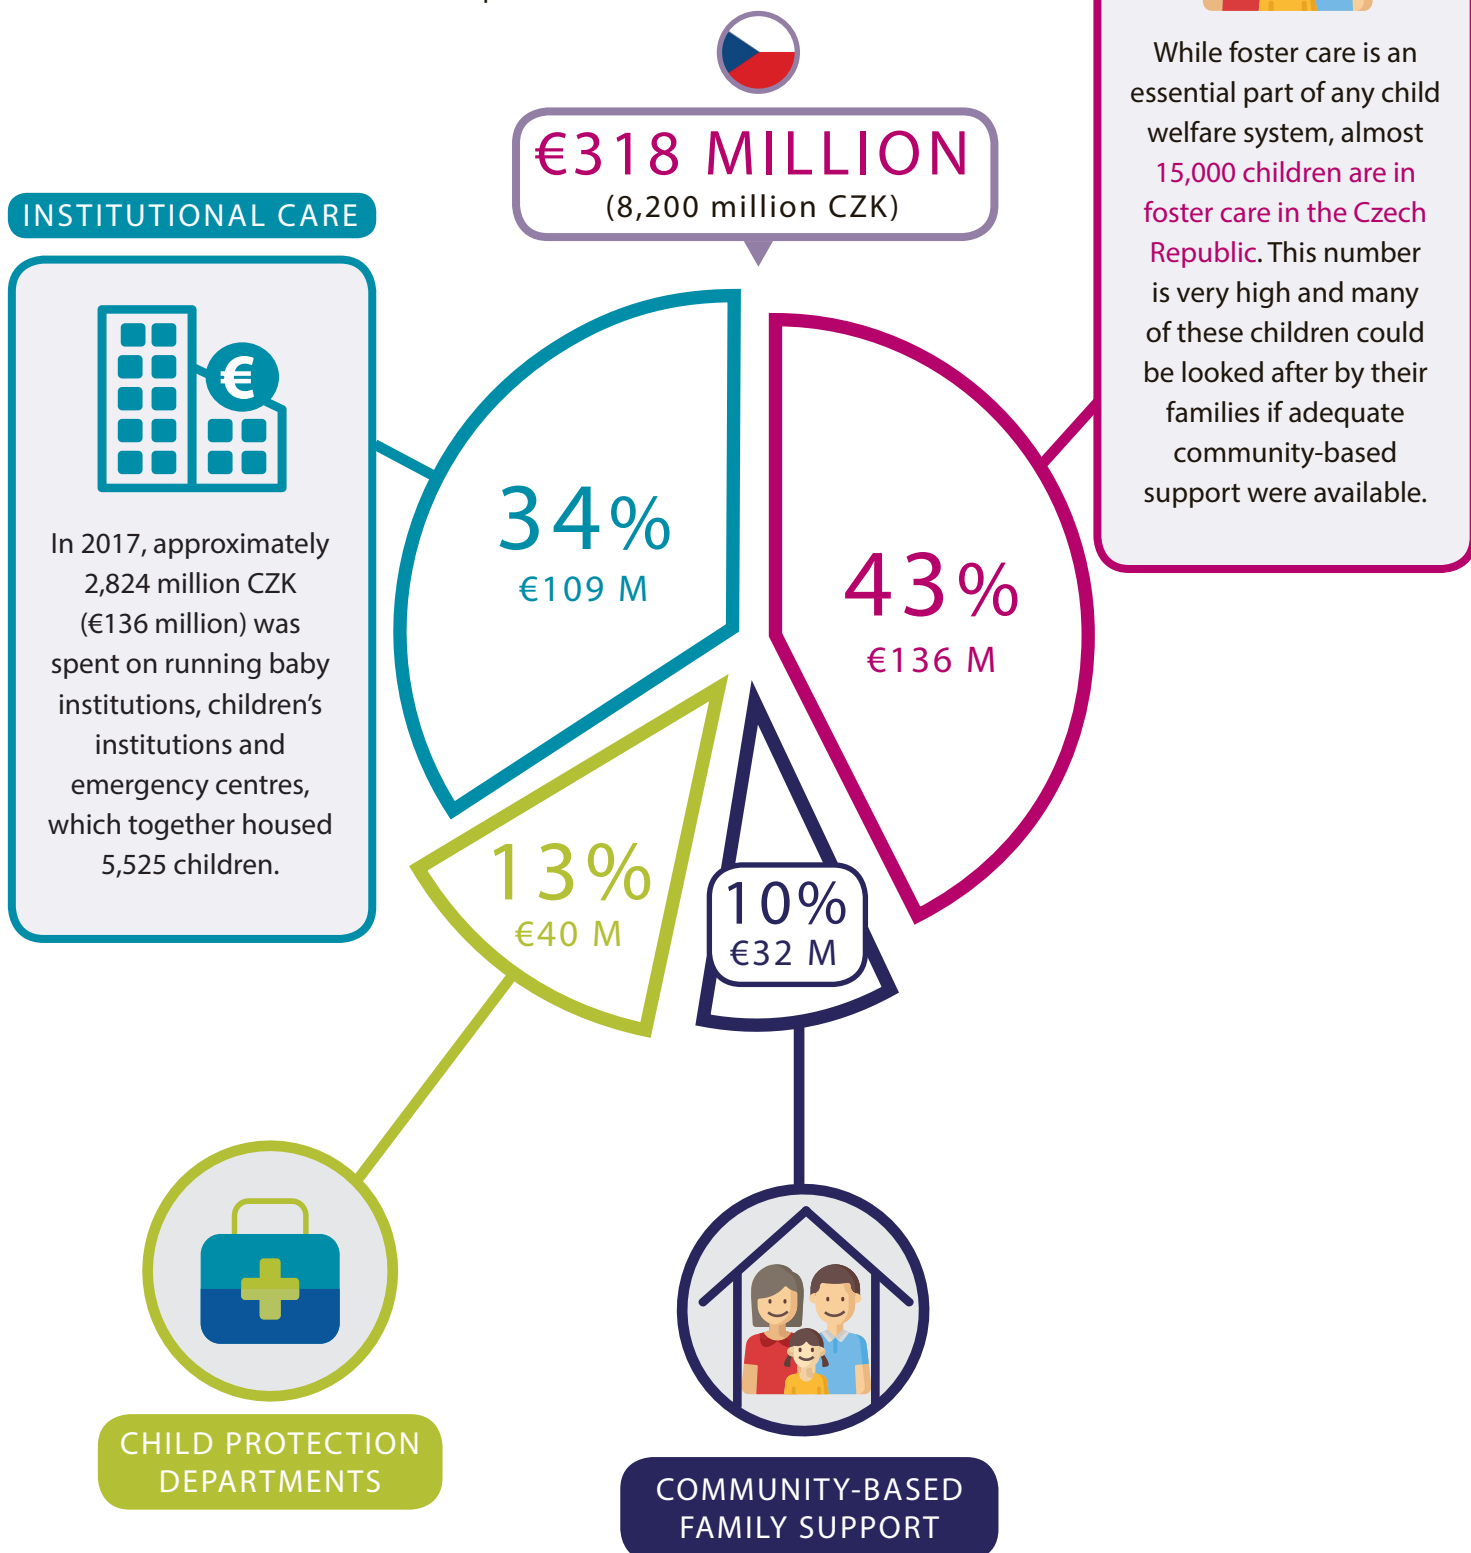 €318 MILLION
(8,200 million CZK)
While foster care is an
essential part of any child
welfare system, almost
15,000 children are in
foster care in the Czech
Republic. This number
is very high and many
of these children could
be looked after by their
families if adequate
community-based
support were available.
INSTITUTIONAL CARE
€
In 2017, approximately
2,824 million CZK
(€136 million) was
spent on running baby
institutions, children’s
institutions and
emergency centres,
which together housed
5,525 children.
34%
€109 M
43%
€136 M
13%
€40 M
10%
€32 M
CHILD PROTECTION
DEPARTMENTS
COMMUNITY-BASED
FAMILY SUPPORT